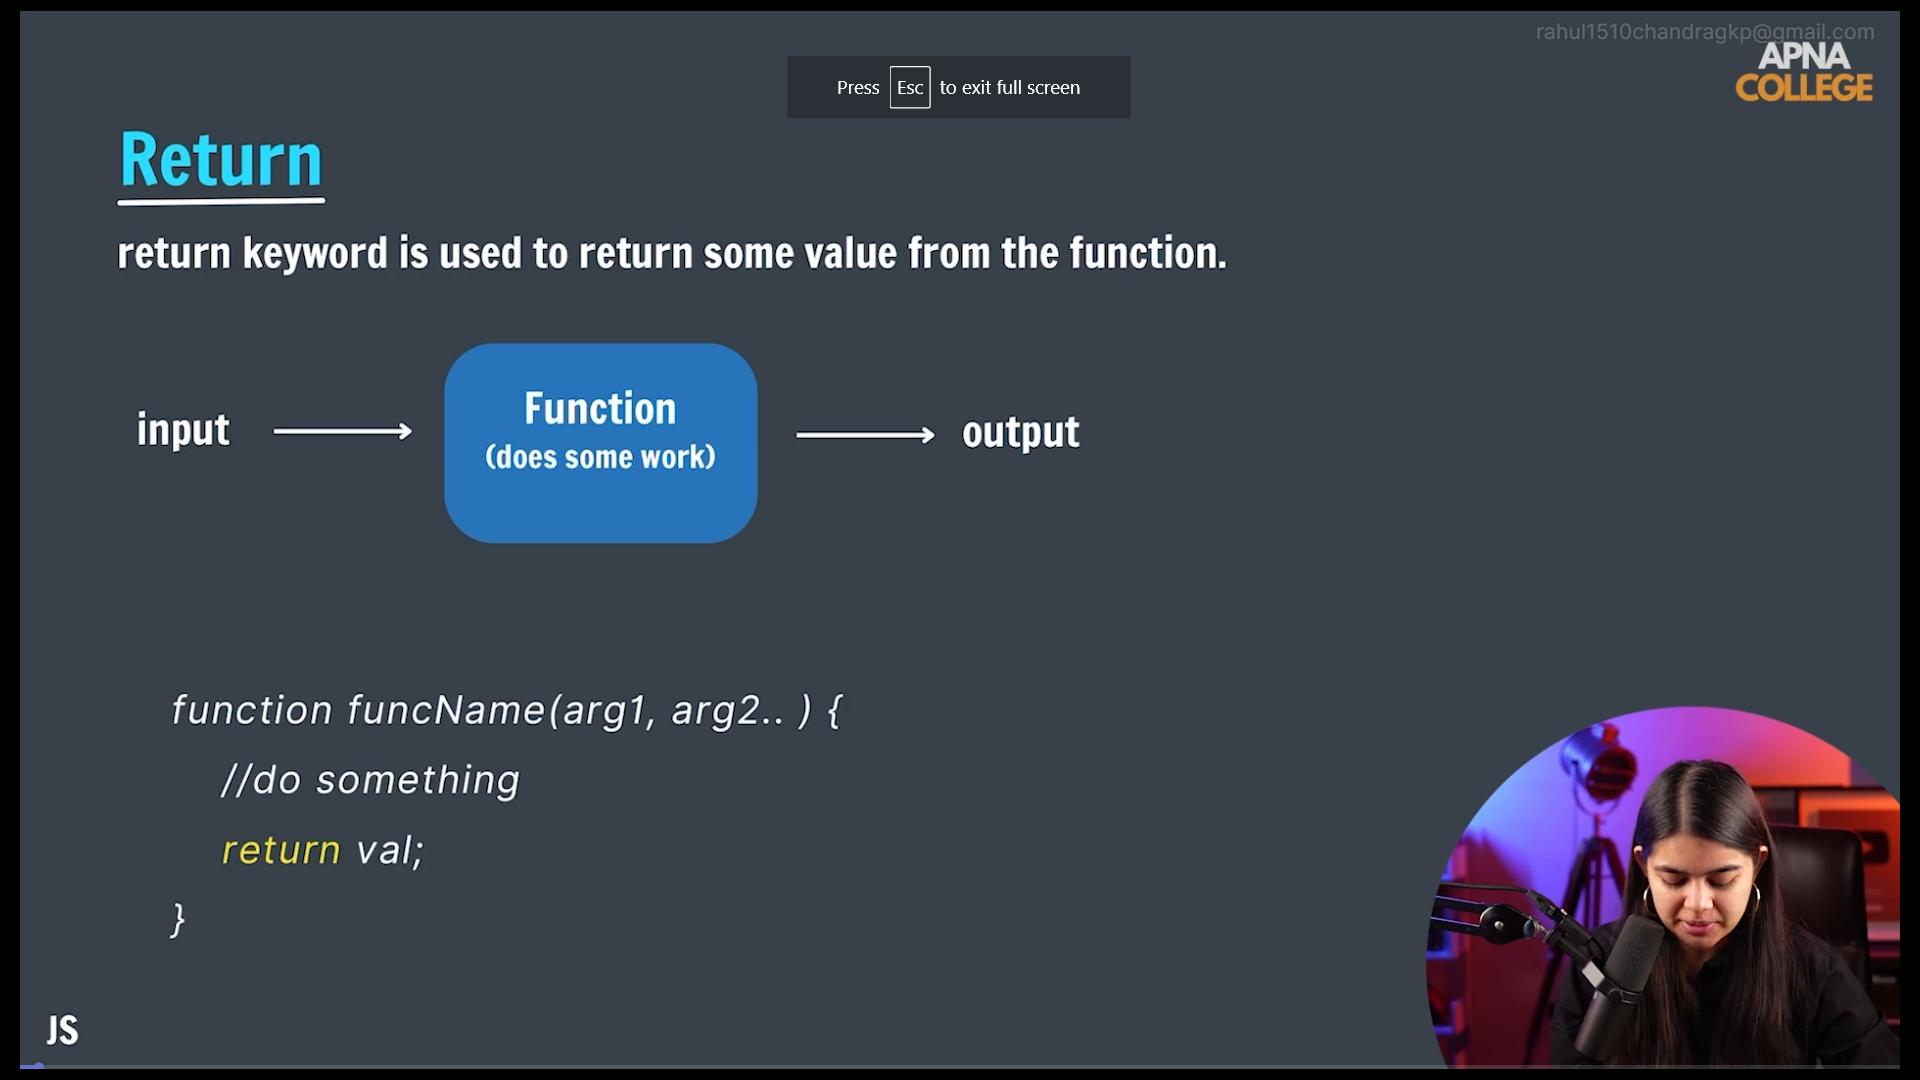 rahul1510chandragkp@gmail.com
APNA
COLLEGE
Press Esc to exit full screen
Return
return keyword is used to return some value from the function.
input
Function
(does some work)
output
function funcName(arg1, arg2.. ) {
//do something
return val;
}
JS